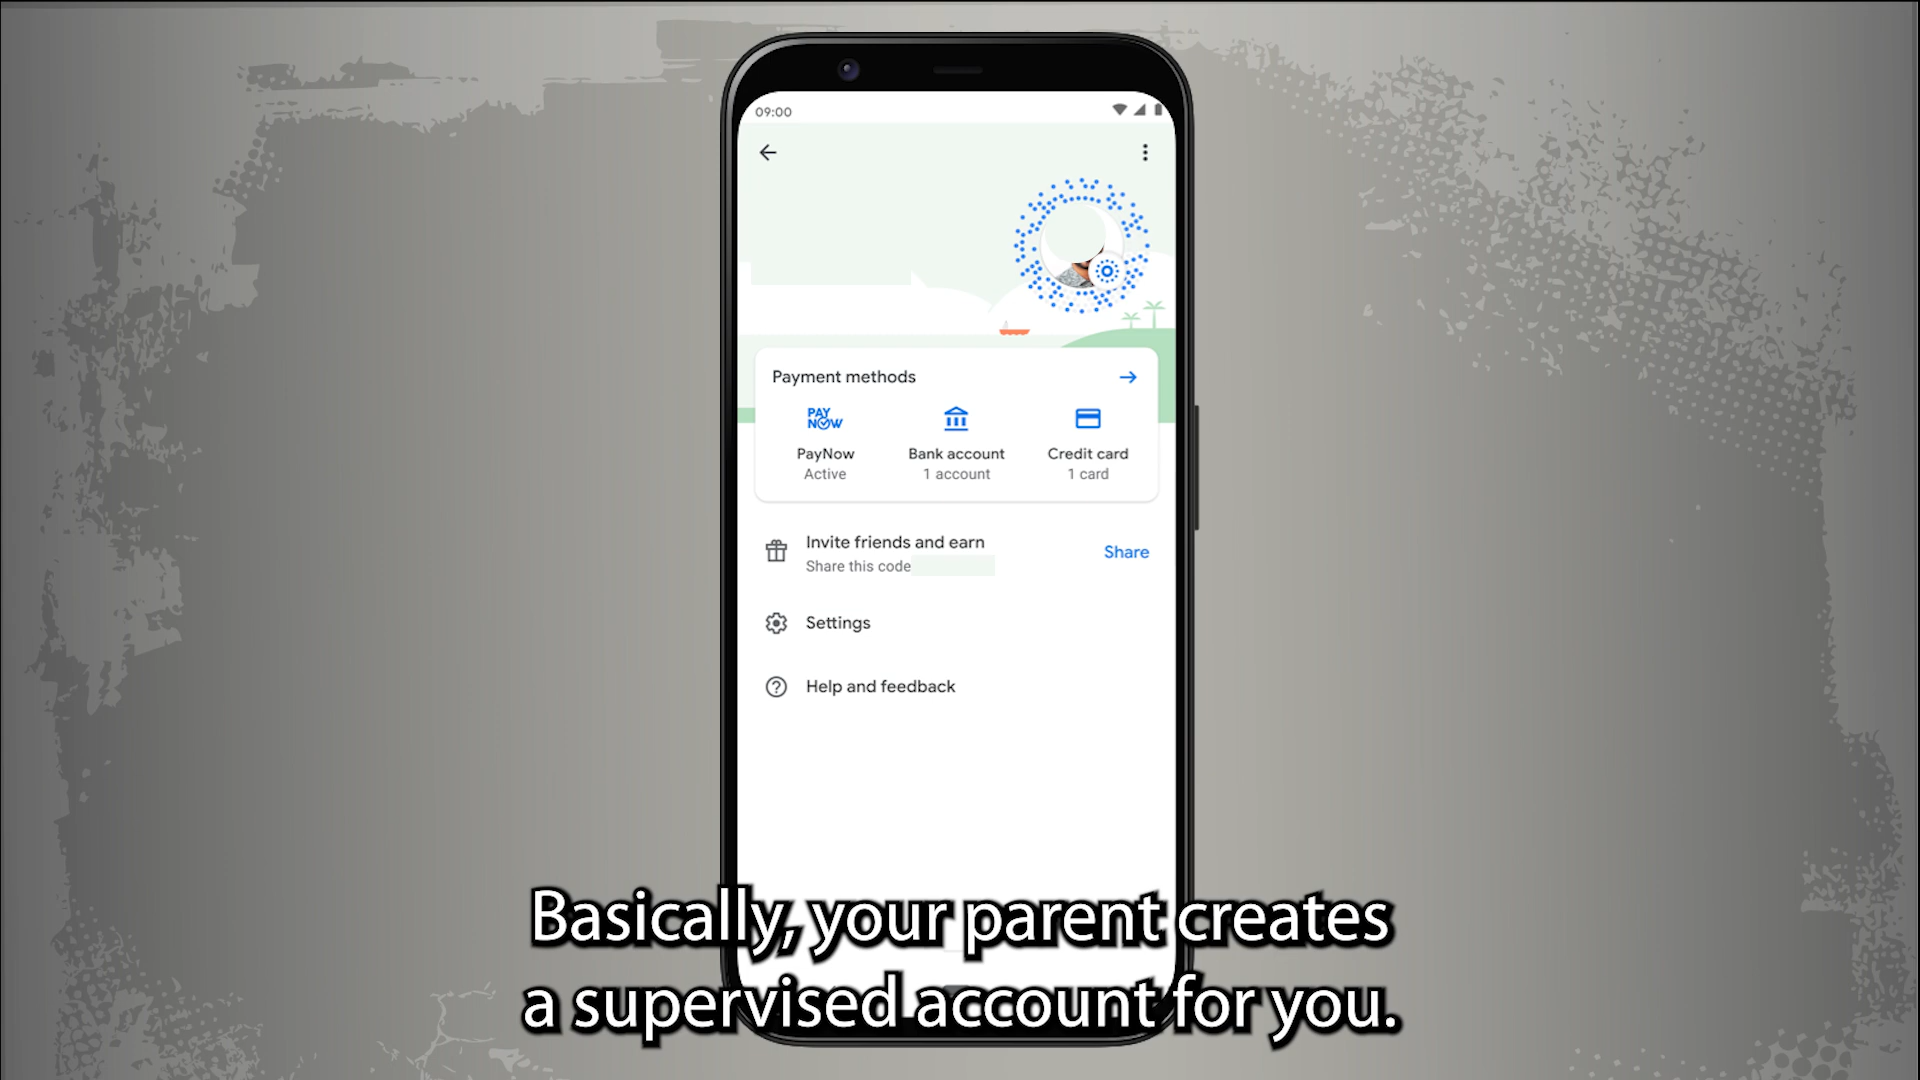 09:00
Payment methods
PAY
NOW
PayNow
Active
Bank account
1 account
Credit card
1 card
Invite friends and earn
Share this code
Share
Settings
Help and feedback
Basically, your parent creates
a supervised account for you.